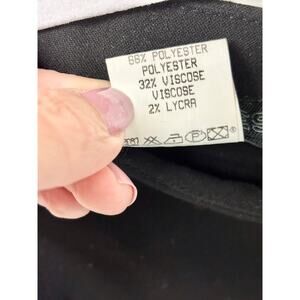 66% POLYESTER
POLYESTER
32% VISCOSE
VISCOSE
2% LYCRA
P
®